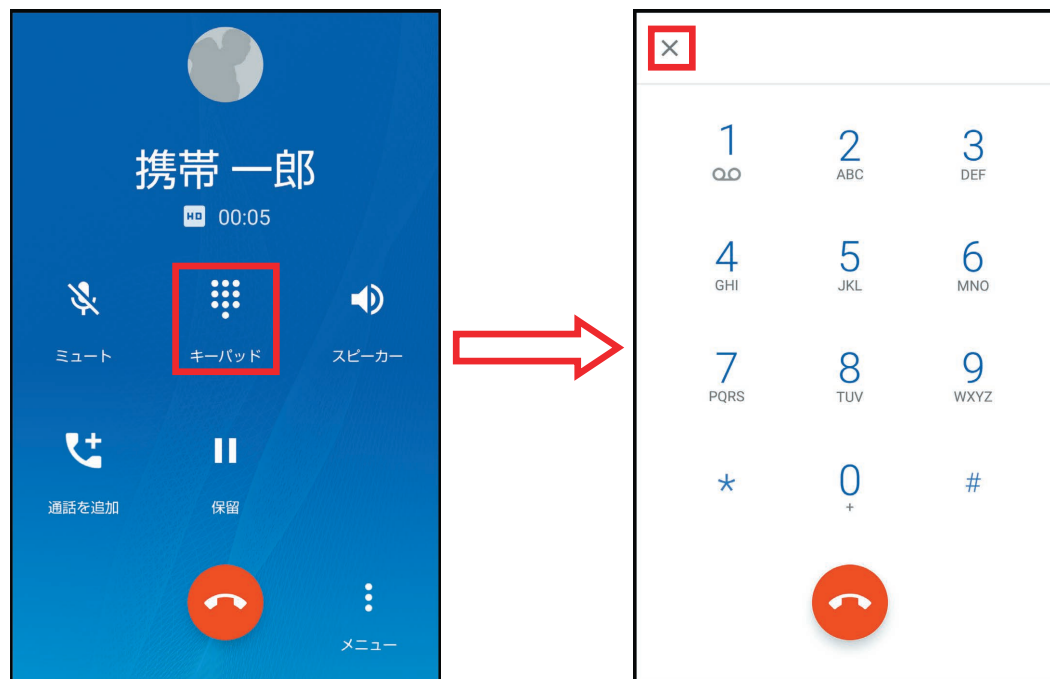 携帯 一郎
HD 00:05
ミュート キーパッド スピーカー
通話を追加 保留
メニュー
1 2 3
ABC DEF
4 5 6
GHI JKL MNO
7 8 9
PQRS TUV WXYZ
* 0 #
+